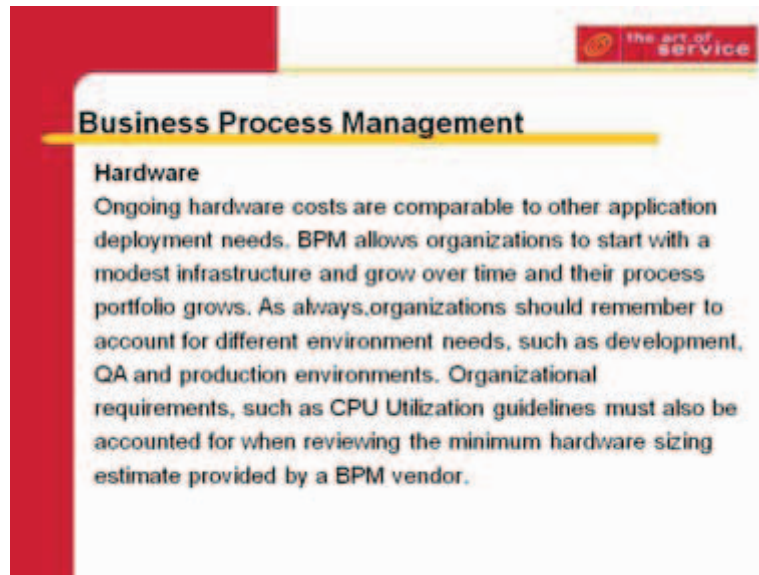 the art of
service
Business Process Management
Hardware
Ongoing hardware costs are comparable to other application
deployment needs. BPM allows organizations to start with a
modest infrastructure and grow over time and their process
portfolio grows. As always,organizations should remember to
account for different environment needs, such as development,
QA and production environments. Organizational
requirements, such as CPU Utilization guidelines must also be
accounted for when reviewing the minimum hardware sizing
estimate provided by a BPM vendor.